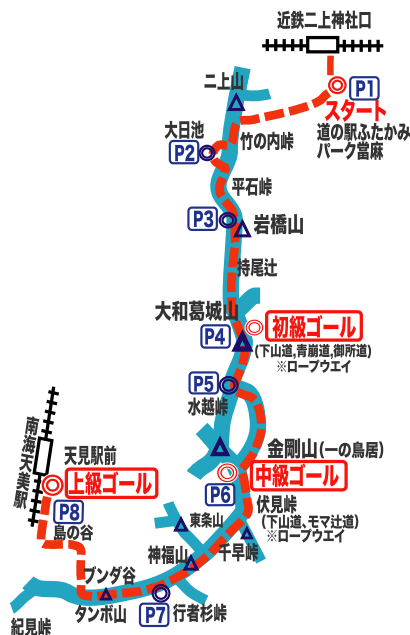 近鉄二上神社口
二上山
P1
スタート
道の駅ふたかみ
パーク當麻
大日池
P2
竹の内峠
平石峠
P3
岩橋山
持尾辻
大和葛城山
初級ゴール
P4
(下山道,青崩道,御所道)
※ロープウエイ
P5
水越峠
南海天美駅
天見駅前
上級ゴール
金剛山(一の鳥居)
中級ゴール
P6
P8
伏見峠
(下山道、モマ辻道)
※ロープウエイ
島の谷
東條山
神福山
千早峠
ブンダ谷
タンボ山
P7
行者杉峠
紀見峠